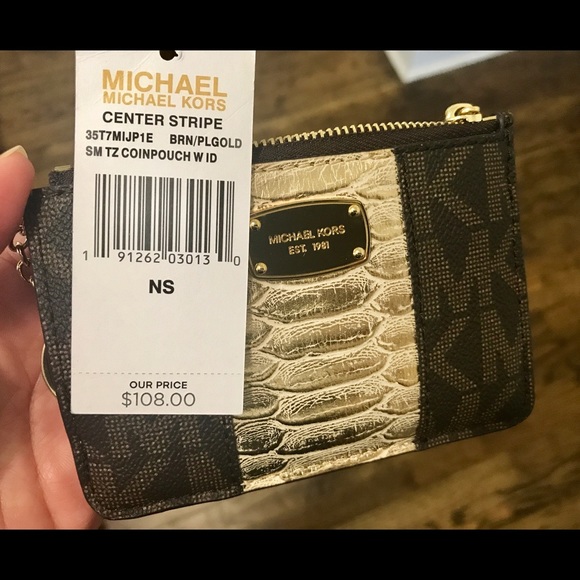 MICHAEL
MICHAEL KORS
CENTER STRIPE
35T7MIJP1E BRN/PLGOLD
SM TZ COINPOUCH W ID
1 91262 03013 0
NS
OUR PRICE
$108.00
MICHAEL KORS
EST. 1981